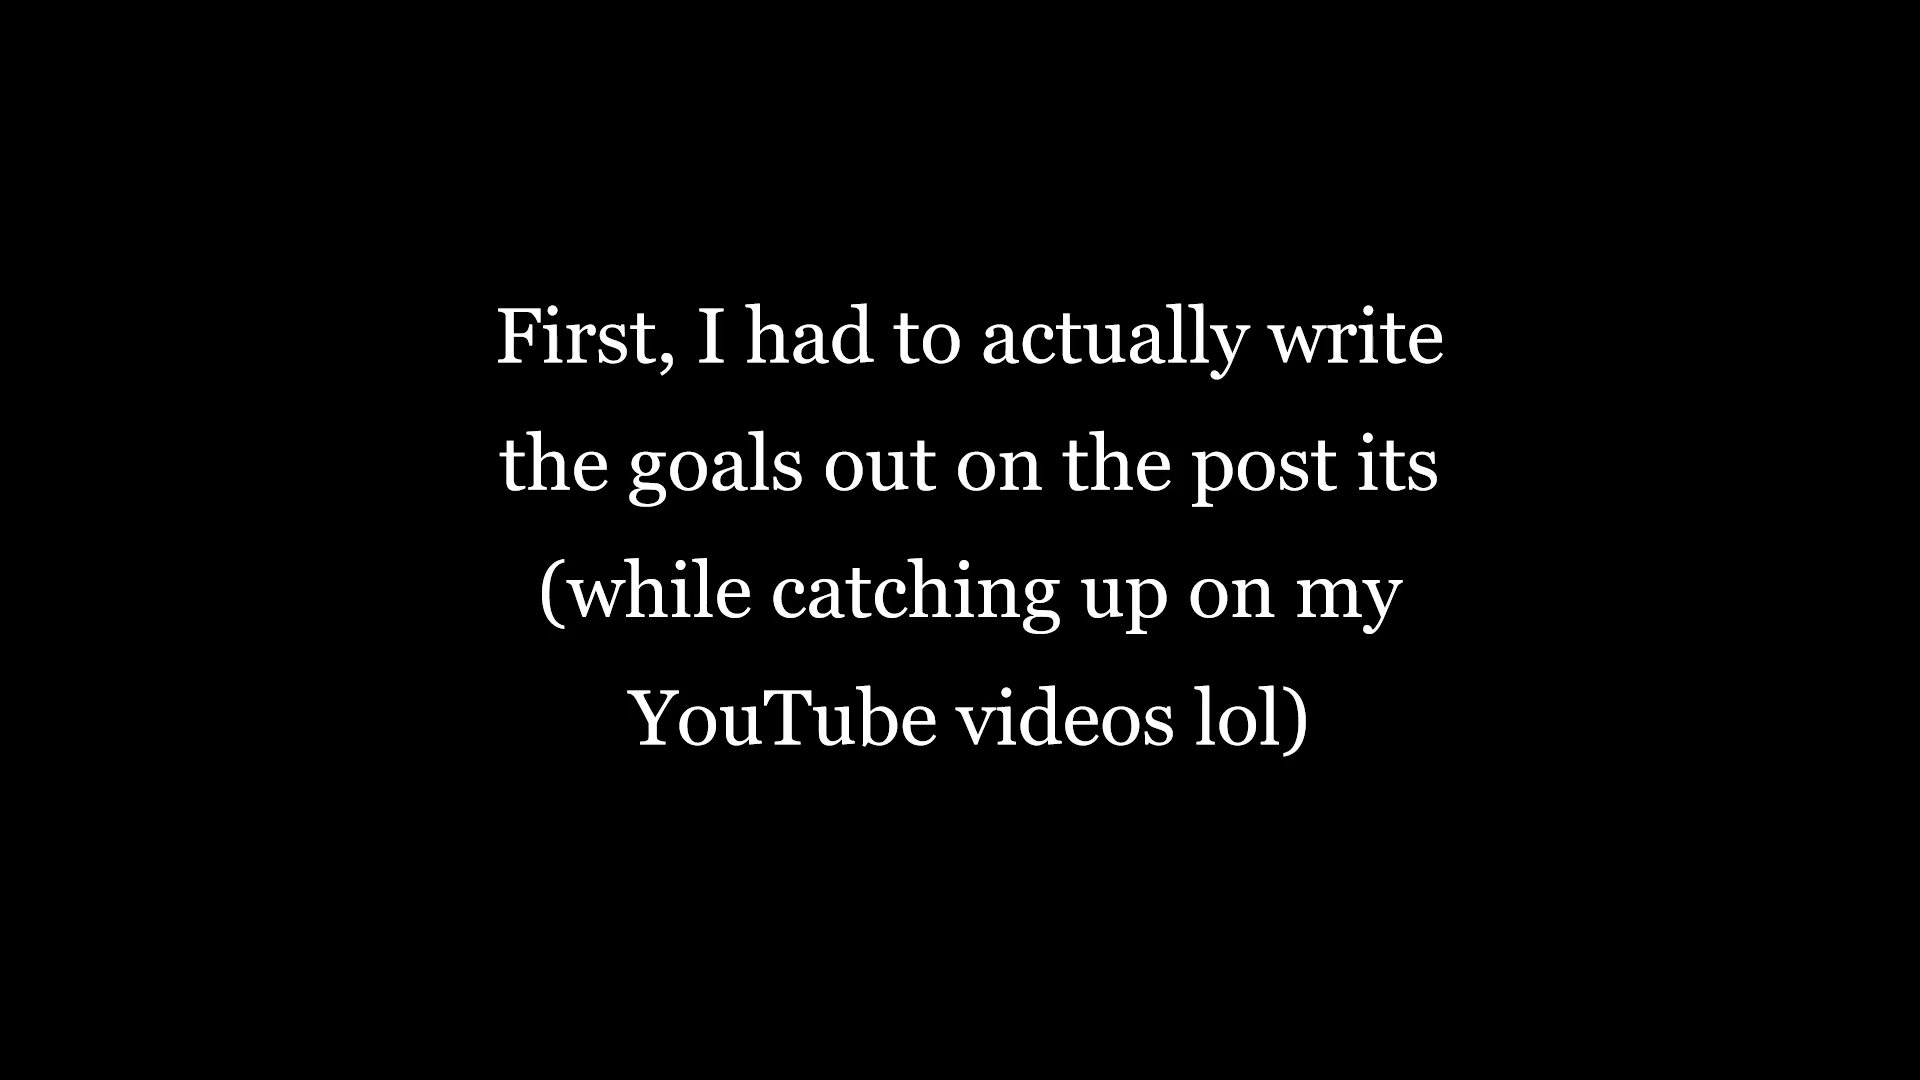 First, I had to actually write
the goals out on the post its
(while catching up on my
YouTube videos lol)